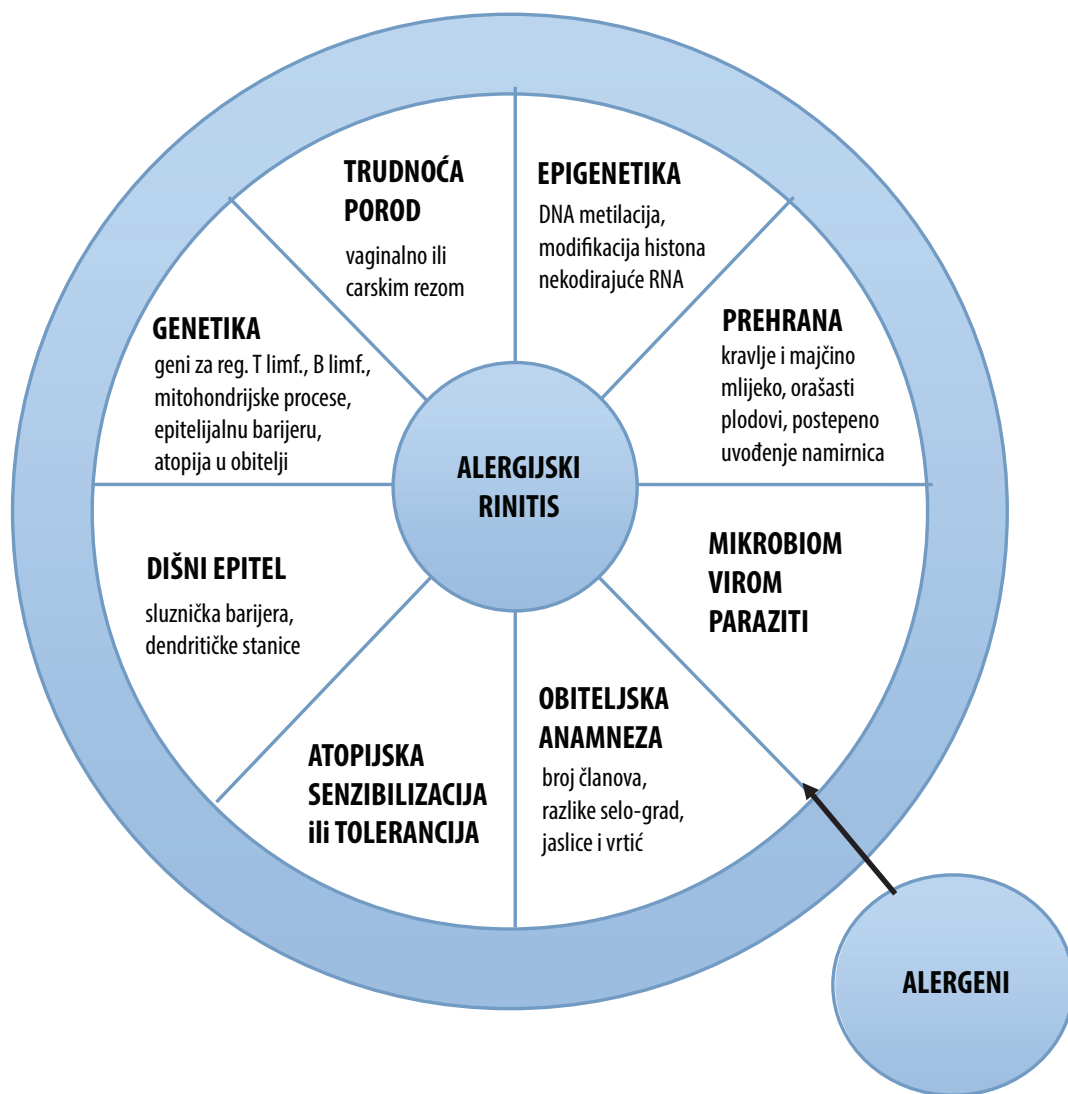 TRUDNOĆA
POROD
vaginalno ili
carskim rezom
EPIGENETIKA
DNA metilacija,
modifikacija histona
nekodirajuće RNA
GENETIKA
geni za reg. T limf., B limf.,
mitohondrijske procese,
epitelijalnu barijeru,
atopija u obitelji
PREHRANA
kravlje i majčino
mlijeko, orašasti
plodovi, postepeno
uvođenje namirnica
ALERGIJSKI
RINITIS
DIŠNI EPITEL
sluznička barijera,
dendritičke stanice
MIKROBIOM
VIROM
PARAZITI
ATOPIJSKA
SENZIBILIZACIJA
ili TOLERANCIJA
OBITELJSKA
ANAMNEZA
broj članova,
razlike selo-grad,
jaslice i vrtić
ALERGENI